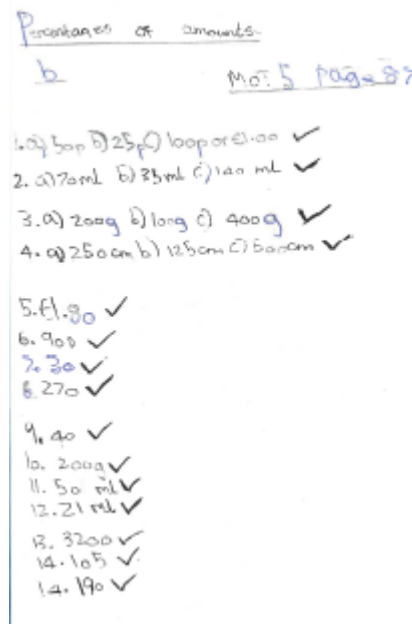 Percentages of amounts
b
MOT 5 page 87
1.a) 50p b) 25p c) 100p or £1.00 ✓
2. a) 70ml b) 35ml c) 140 ml ✓
3.a) 200g b) 100g c) 400g ✓
4. a) 250cm b) 125cm c) 500cm ✓
5. £1.80 ✓
6. 900 ✓
7. 30 ✓
8. 270 ✓
9. 40 ✓
10. 200g ✓
11. 50 ml ✓
12. 21 ml ✓
13. 3200 ✓
14. 105 ✓
14. 190 ✓